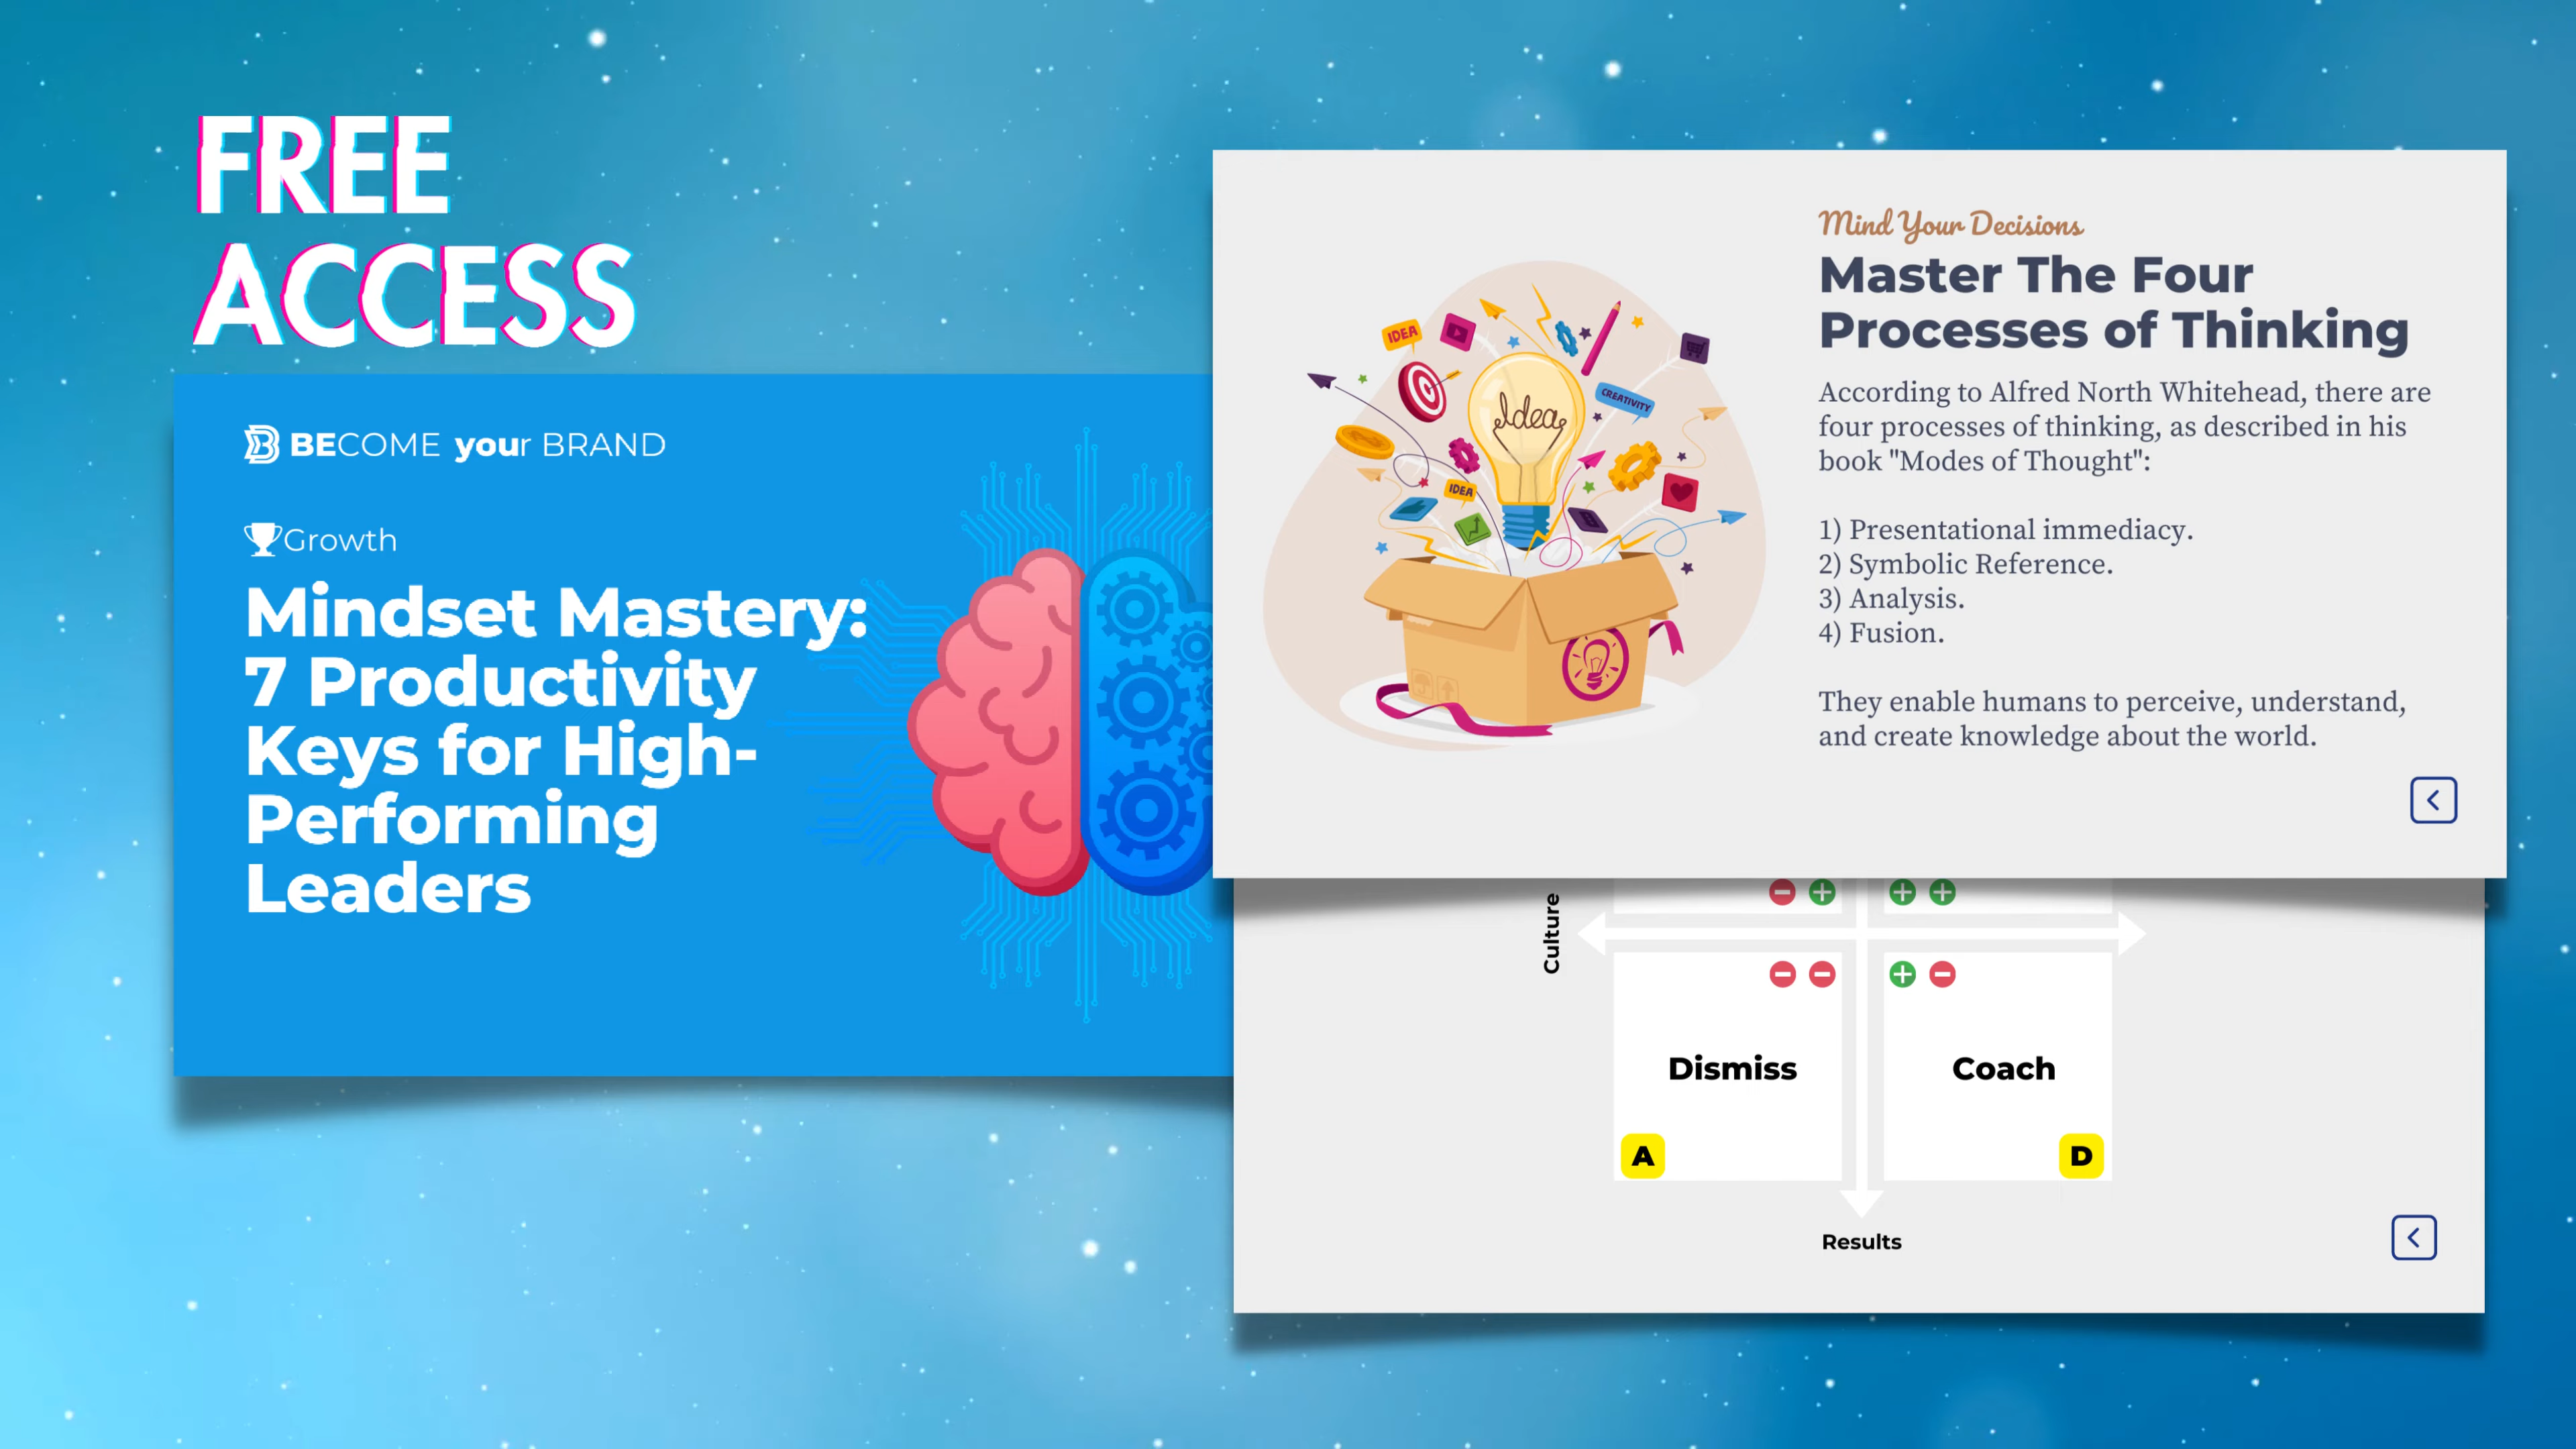 FREE
ACCESS
BECOME your BRAND
Growth
Mindset Mastery:
7 Productivity
Keys for High-
Performing
Leaders
Mind Your Decisions
Master The Four
Processes of Thinking
According to Alfred North Whitehead, there are
four processes of thinking, as described in his
book "Modes of Thought":
1) Presentational immediacy.
2) Symbolic Reference.
3) Analysis.
4) Fusion.
They enable humans to perceive, understand,
and create knowledge about the world.
IDEA
CREATIVITY
Idea
IDEA
Culture
Dismiss
Coach
A
D
Results